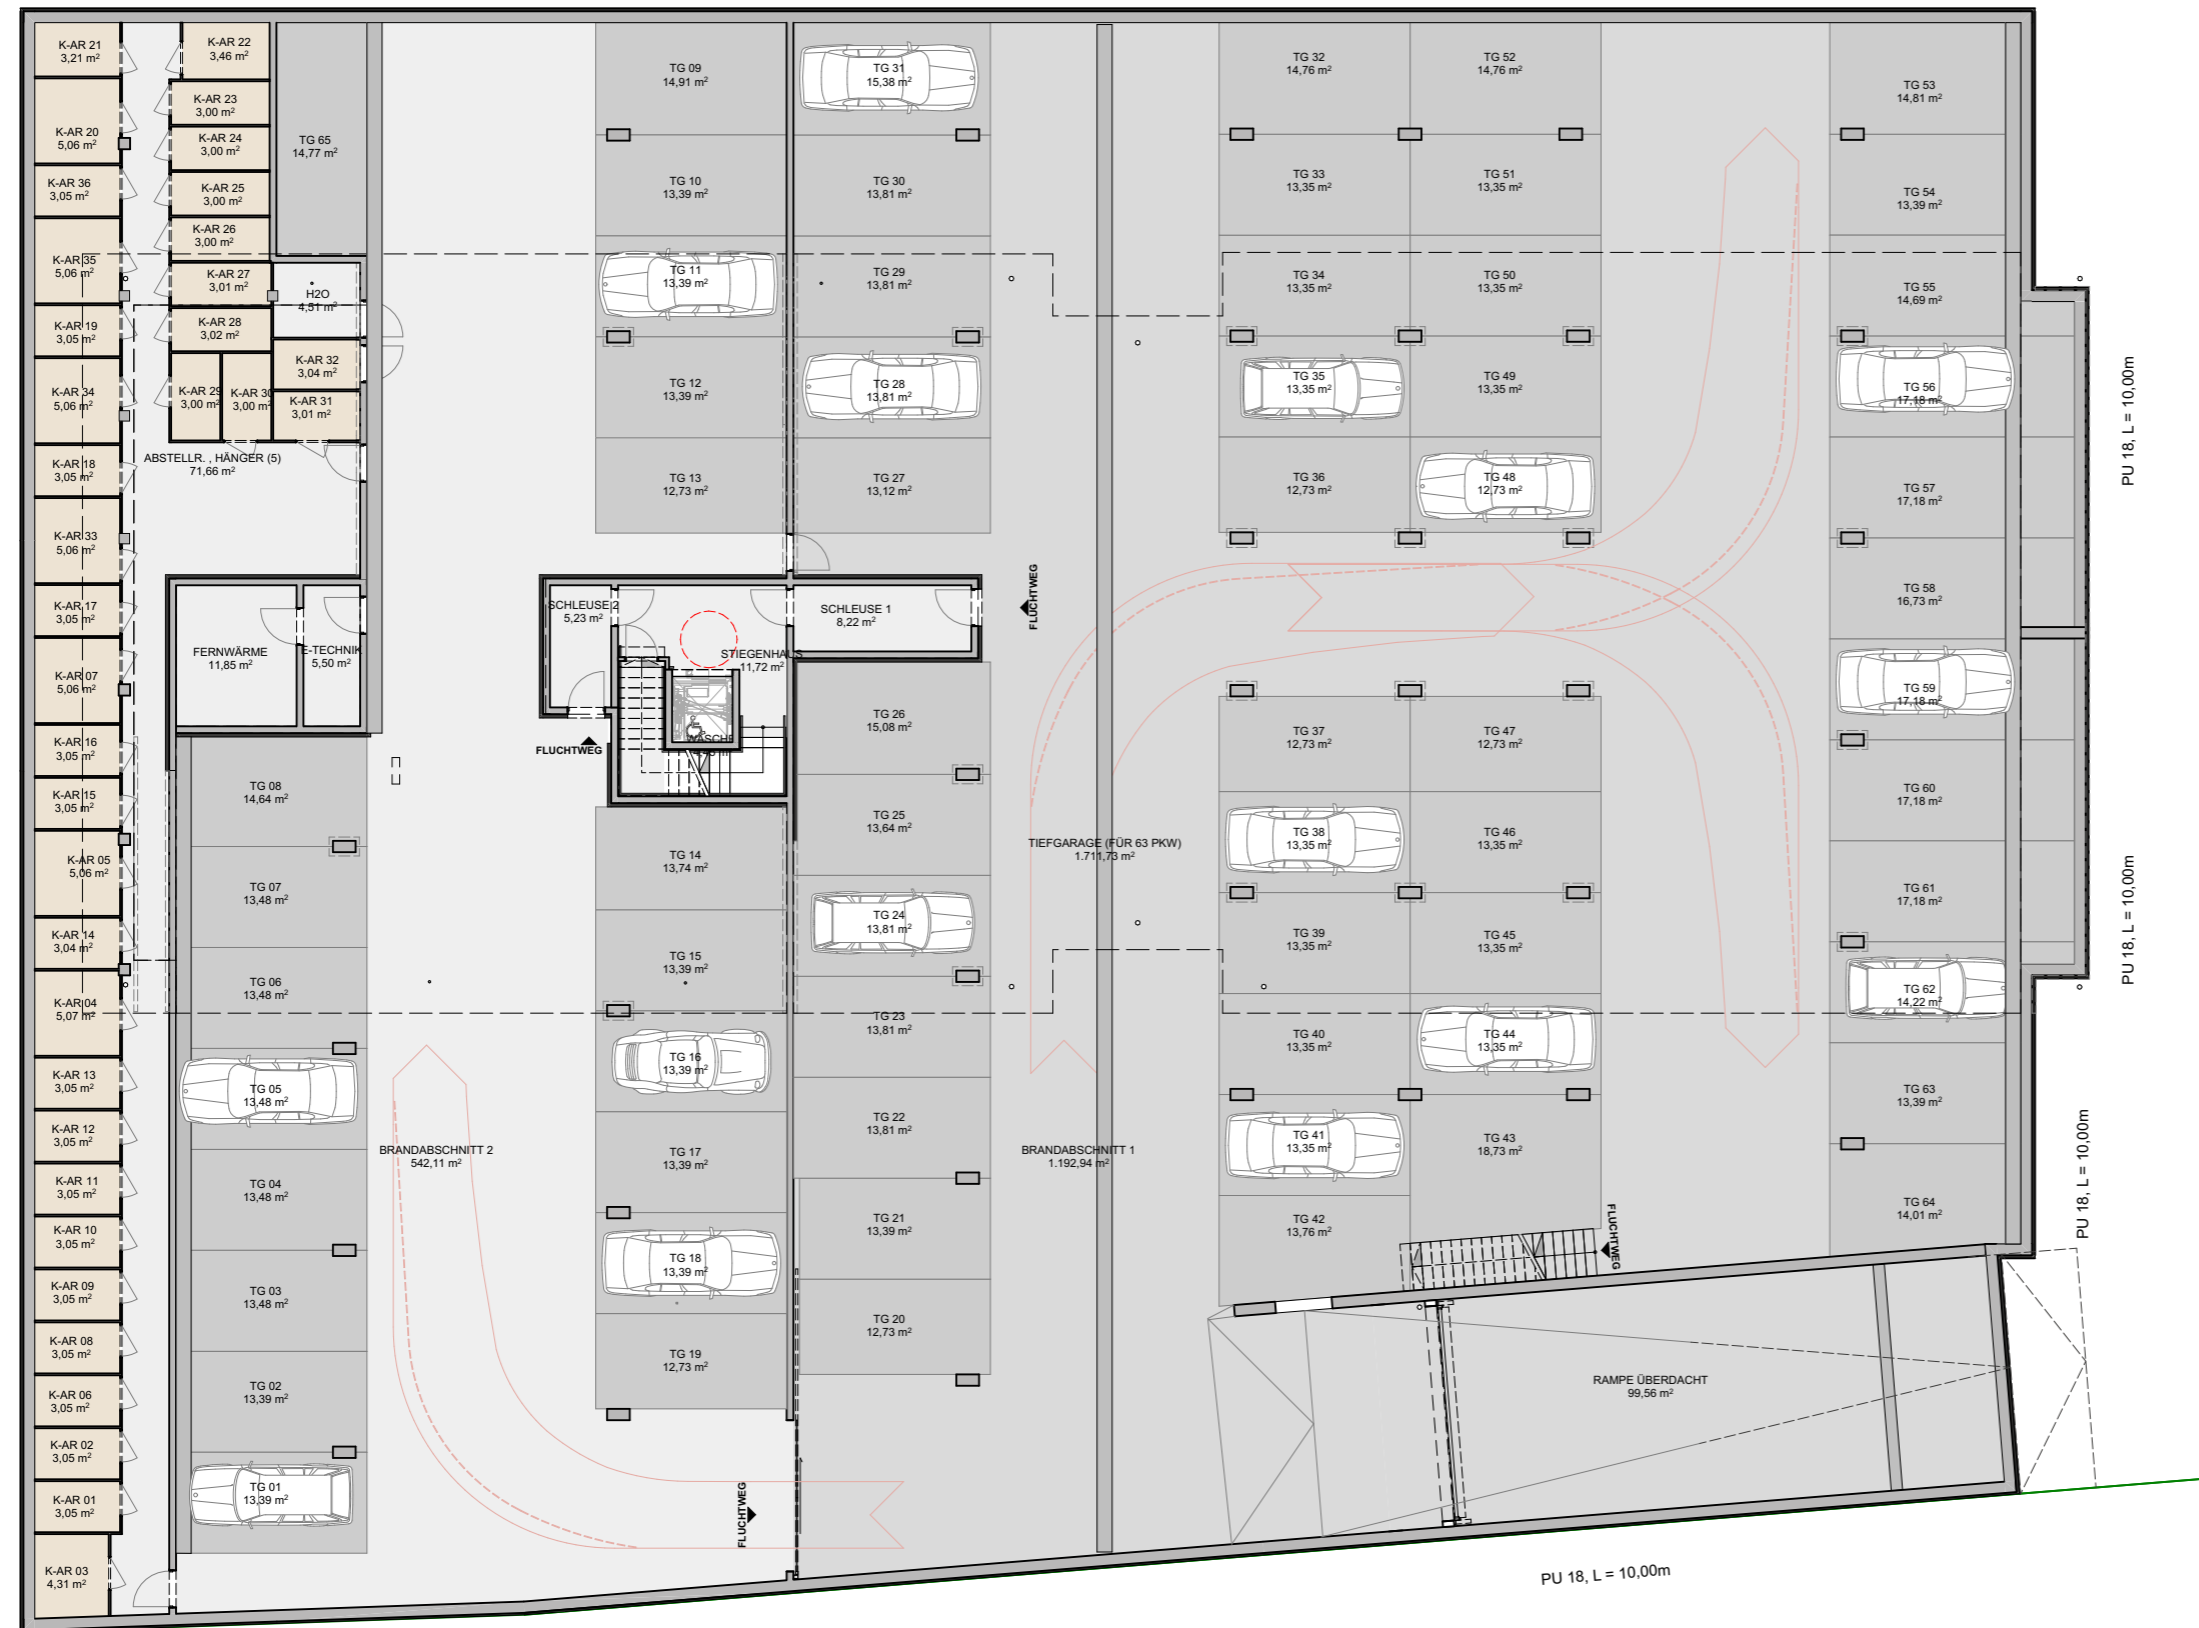 K-AR 21
3,21 m²
K-AR 20
5,06 m²
K-AR 36
3,05 m²
K-AR 35
5,06 m²
K-AR 19
3,05 m²
K-AR 34
5,06 m²
K-AR 18
3,05 m²
K-AR 33
5,06 m²
K-AR 17
3,05 m²
K-AR 07
5,06 m²
K-AR 16
3,05 m²
K-AR 15
3,05 m²
K-AR 05
5,06 m²
K-AR 14
3,04 m²
K-AR 04
5,07 m²
K-AR 13
3,05 m²
K-AR 12
3,05 m²
K-AR 11
3,05 m²
K-AR 10
3,05 m²
K-AR 09
3,05 m²
K-AR 08
3,05 m²
K-AR 06
3,05 m²
K-AR 02
3,05 m²
K-AR 01
3,05 m²
K-AR 03
4,31 m²
K-AR 22
3,46 m²
K-AR 23
3,00 m²
K-AR 24
3,00 m²
K-AR 25
3,00 m²
K-AR 26
3,00 m²
K-AR 27
3,01 m²
K-AR 28
3,02 m²
K-AR 29
3,00 m²
K-AR 30
3,00 m²
K-AR 32
3,04 m²
K-AR 31
3,01 m²
H2O
4,51 m²
TG 65
14,77 m²
ABSTELLR. , HÄNGER (5)
71,66 m²
FERNWÄRME
11,85 m²
E-TECHNIK
5,50 m²
TG 08
14,64 m²
TG 07
13,48 m²
TG 06
13,48 m²
TG 05
13,48 m²
TG 04
13,48 m²
TG 03
13,48 m²
TG 02
13,39 m²
TG 01
13,39 m²
BRANDABSCHNITT 2
542,11 m²
TG 09
14,91 m²
TG 10
13,39 m²
TG 11
13,39 m²
TG 12
13,39 m²
TG 13
12,73 m²
SCHLEUSE 2
5,23 m²
SCHLEUSE 1
8,22 m²
STIEGENHAUS
11,72 m²
WÄSCHE
FLUCHTWEG
FLUCHTWEG
TG 14
13,74 m²
TG 15
13,39 m²
TG 16
13,39 m²
TG 17
13,39 m²
TG 18
13,39 m²
TG 19
12,73 m²
FLUCHTWEG
TG 31
15,38 m²
TG 30
13,81 m²
TG 29
13,81 m²
TG 28
13,81 m²
TG 27
13,12 m²
TG 26
15,08 m²
TG 25
13,64 m²
TG 24
13,81 m²
TG 23
13,81 m²
TG 22
13,81 m²
TG 21
13,39 m²
TG 20
12,73 m²
TIEFGARAGE (FÜR 63 PKW)
1.711,73 m²
BRANDABSCHNITT 1
1.192,94 m²
TG 32
14,76 m²
TG 33
13,35 m²
TG 34
13,35 m²
TG 35
13,35 m²
TG 36
12,73 m²
TG 37
12,73 m²
TG 38
13,35 m²
TG 39
13,35 m²
TG 40
13,35 m²
TG 41
13,35 m²
TG 42
13,76 m²
TG 52
14,76 m²
TG 51
13,35 m²
TG 50
13,35 m²
TG 49
13,35 m²
TG 48
12,73 m²
TG 47
12,73 m²
TG 46
13,35 m²
TG 45
13,35 m²
TG 44
13,35 m²
TG 43
18,73 m²
FLUCHTWEG
RAMPE ÜBERDACHT
99,56 m²
TG 53
14,81 m²
TG 54
13,39 m²
TG 55
14,69 m²
TG 56
17,18 m²
TG 57
17,18 m²
TG 58
16,73 m²
TG 59
17,18 m²
TG 60
17,18 m²
TG 61
17,18 m²
TG 62
14,22 m²
TG 63
13,39 m²
TG 64
14,01 m²
PU 18, L = 10,00m
PU 18, L = 10,00m
PU 18, L = 10,00m
PU 18, L = 10,00m